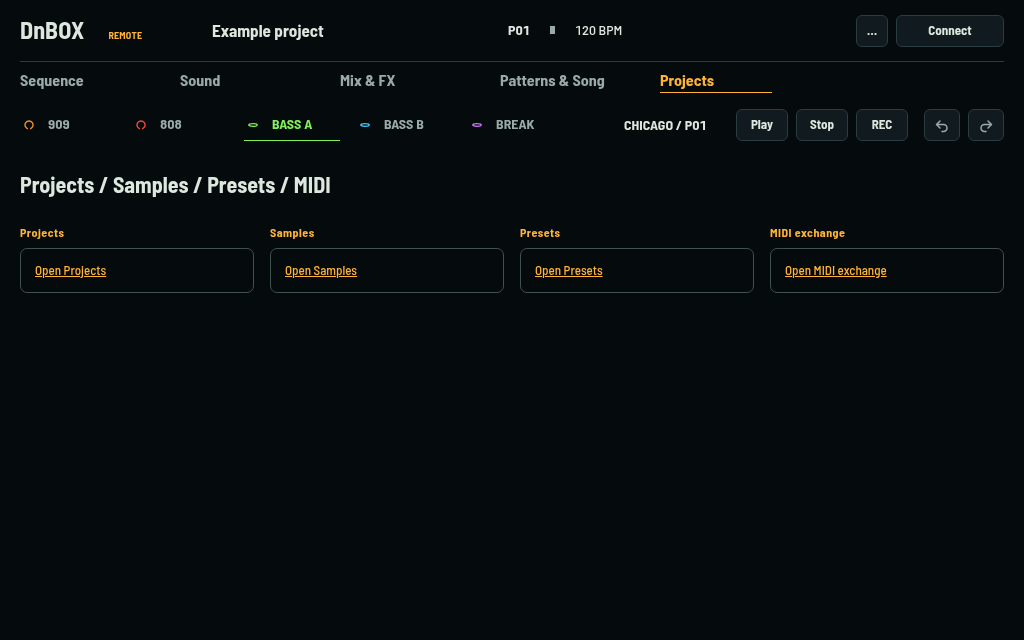 DnBOX REMOTE Example project P01 120 BPM ... Connect
Sequence Sound Mix & FX Patterns & Song Projects
909 808 BASS A BASS B BREAK CHICAGO / P01 Play Stop REC
Projects / Samples / Presets / MIDI
Projects Samples Presets MIDI exchange
Open Projects Open Samples Open Presets Open MIDI exchange